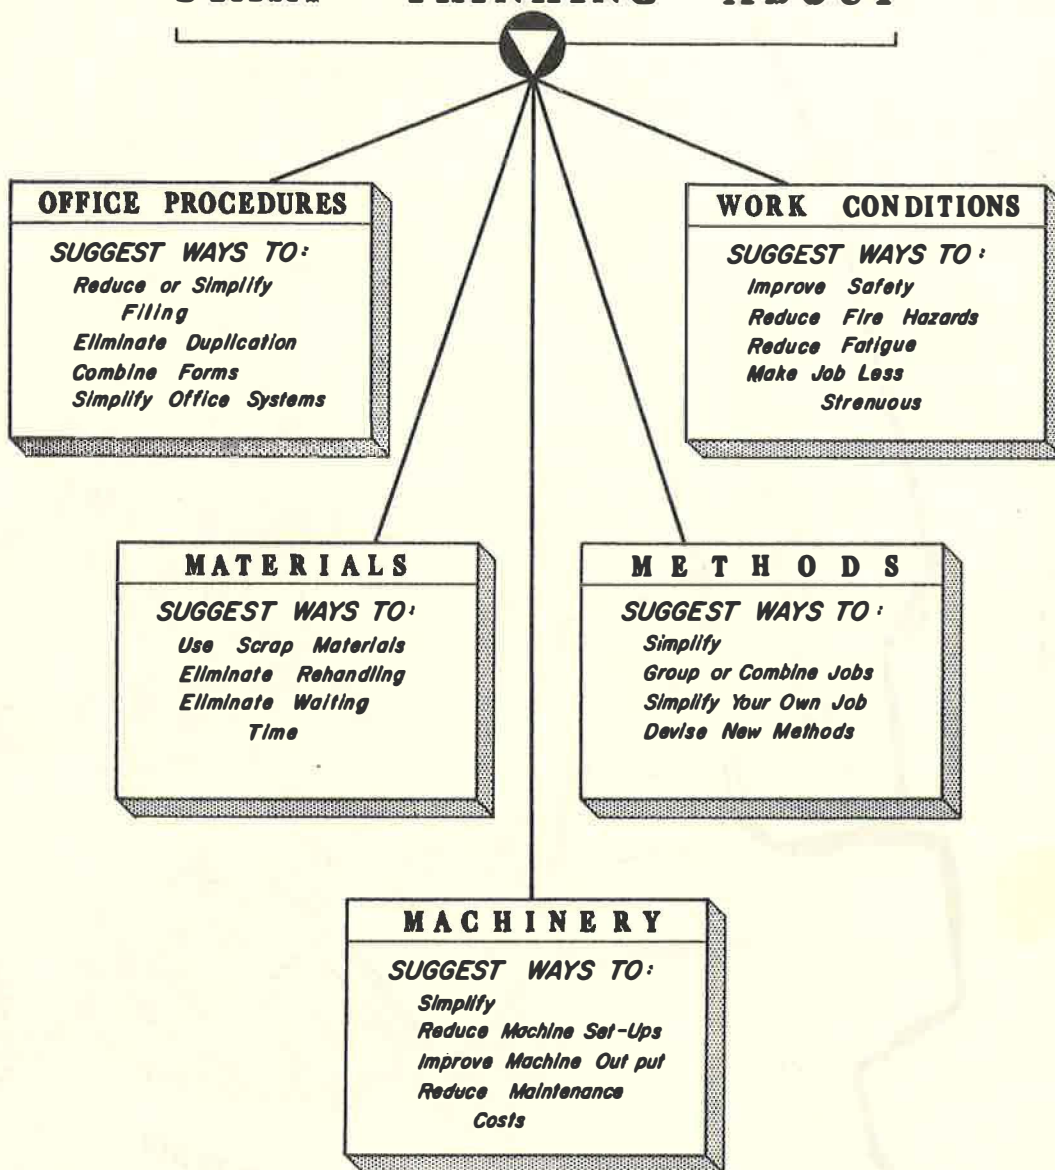 THINKING ABOUT
OFFICE PROCEDURES
SUGGEST WAYS TO:
Reduce or Simplify
Filing
Eliminate Duplication
Combine Forms
Simplify Office Systems
WORK CONDITIONS
SUGGEST WAYS TO:
Improve Safety
Reduce Fire Hazards
Reduce Fatigue
Make Job Less
Strenuous
MATERIALS
SUGGEST WAYS TO:
Use Scrap Materials
Eliminate Rehandling
Eliminate Waiting
Time
METHODS
SUGGEST WAYS TO:
Simplify
Group or Combine Jobs
Simplify Your Own Job
Devise New Methods
MACHINERY
SUGGEST WAYS TO:
Simplify
Reduce Machine Set-Ups
Improve Machine Out put
Reduce Maintenance
Costs